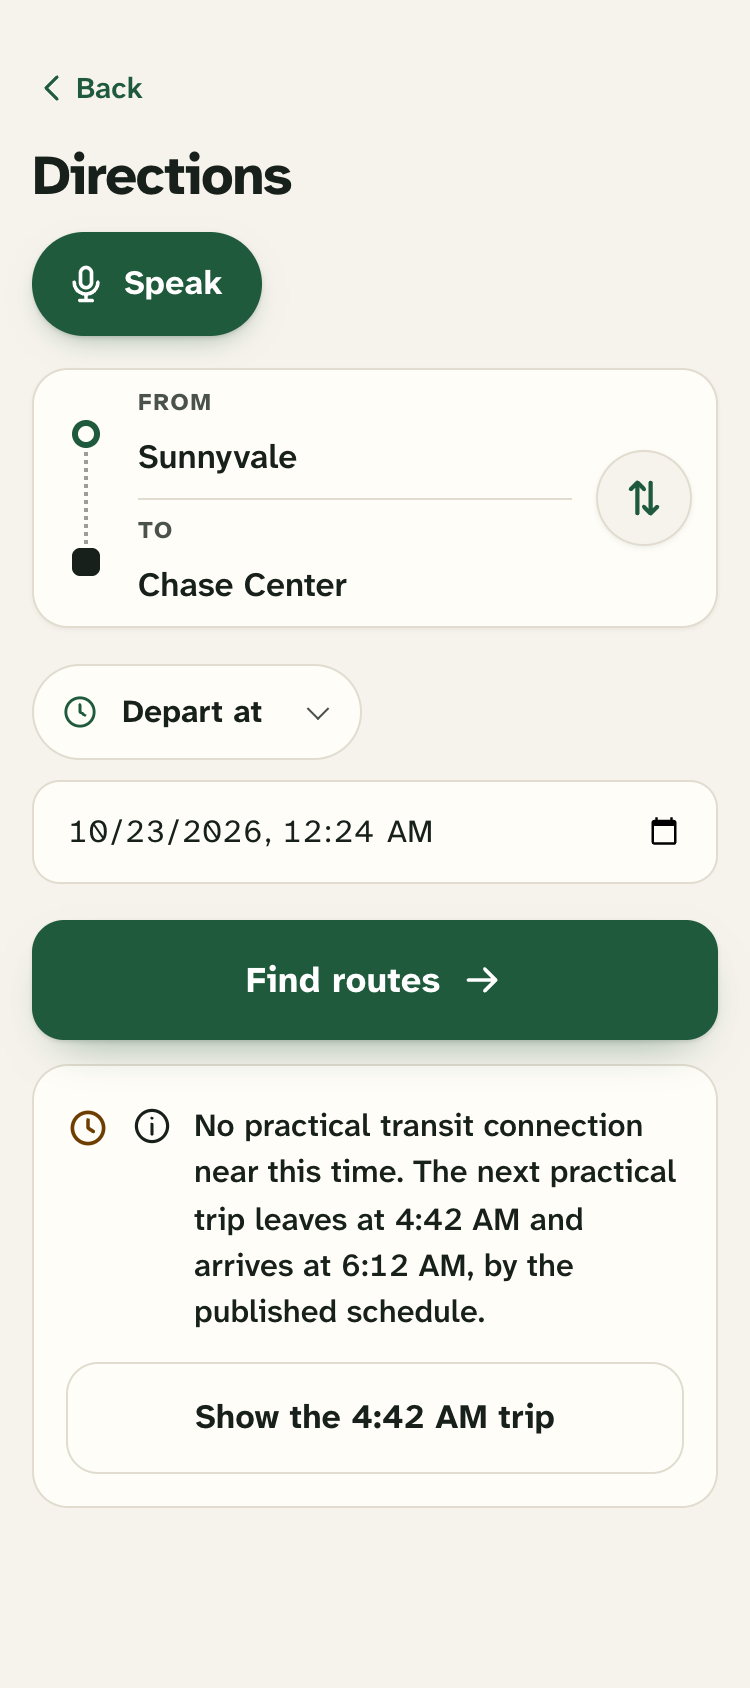 Back
Directions
Speak
FROM
Sunnyvale
TO
Chase Center
Depart at
10/23/2026, 12:24 AM
Find routes
No practical transit connection
near this time. The next practical
trip leaves at 4:42 AM and
arrives at 6:12 AM, by the
published schedule.
Show the 4:42 AM trip